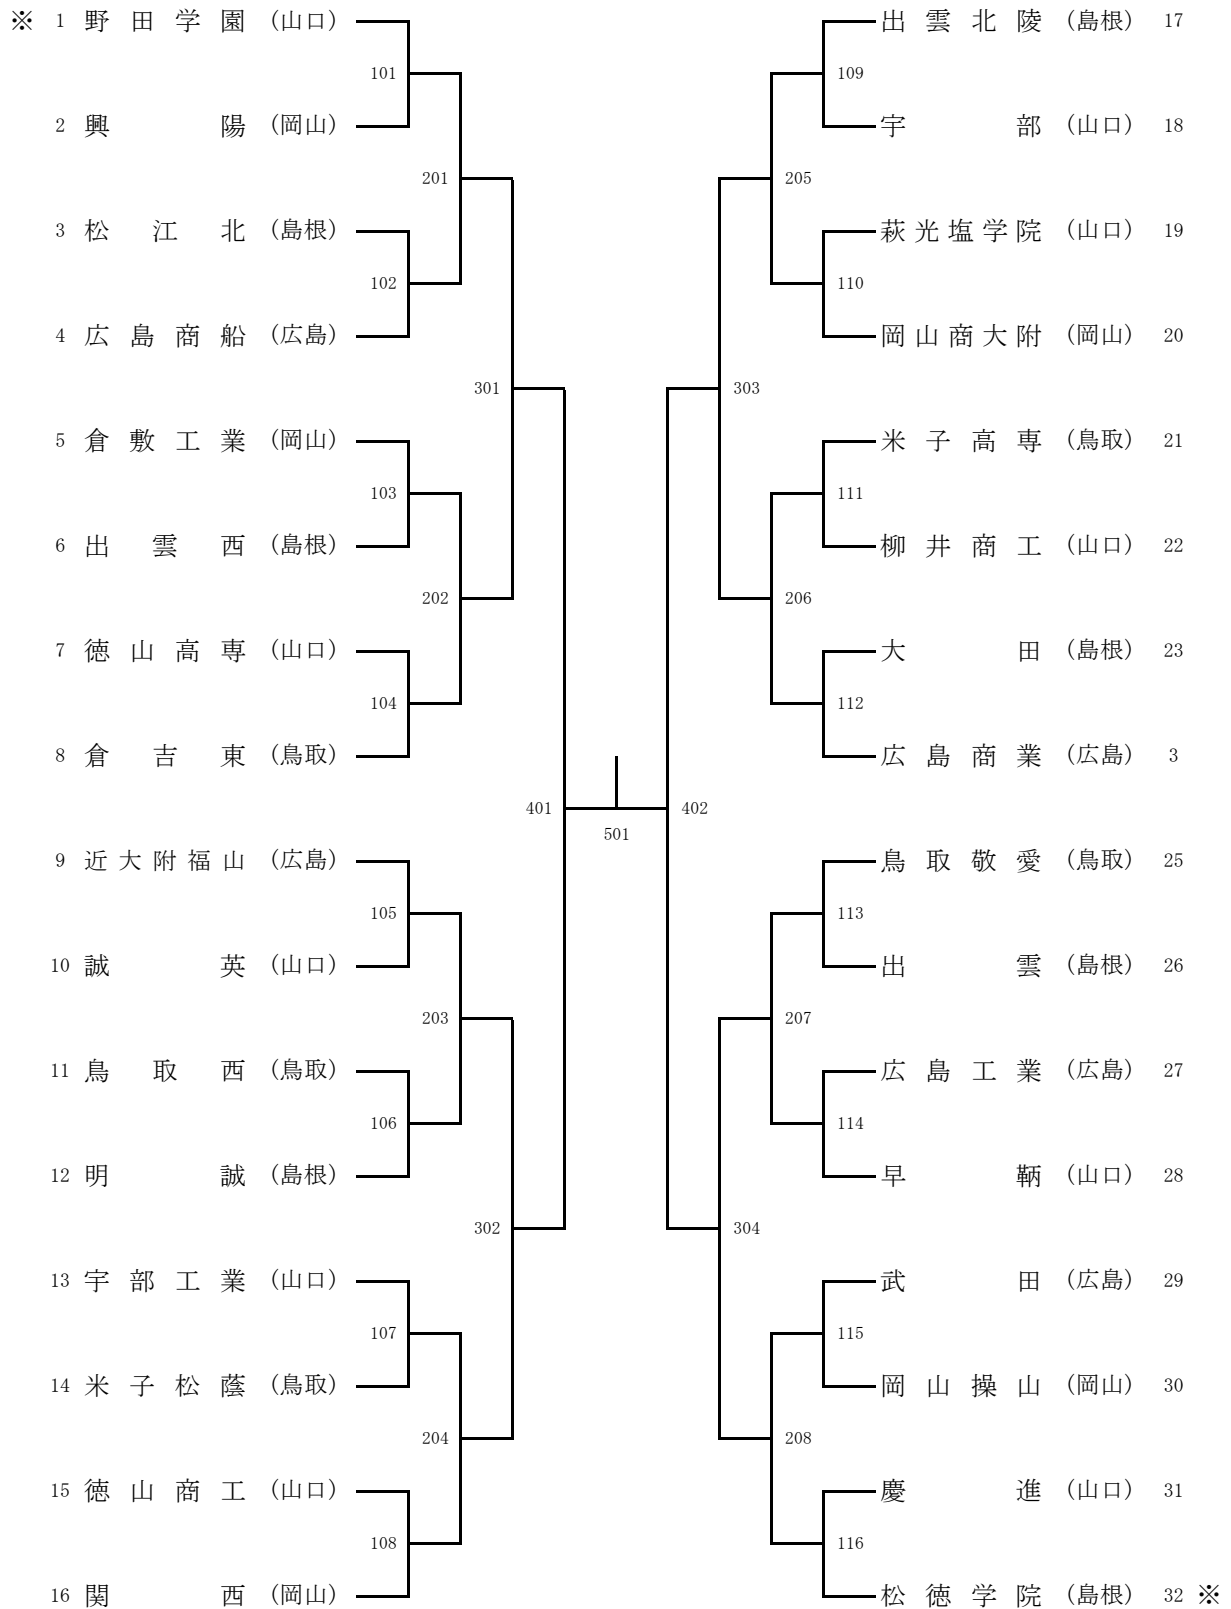 ※ 1 野田学園 (山口)
101
2 興陽 (岡山)
201
3 松江北 (島根)
102
4 広島商船 (広島)
301
5 倉敷工業 (岡山)
103
6 出雲西 (島根)
202
7 徳山高専 (山口)
104
8 倉吉東 (鳥取)
401
9 近大附福山 (広島)
105
10 誠英 (山口)
203
11 鳥取西 (鳥取)
106
12 明誠 (島根)
302
13 宇部工業 (山口)
107
14 米子松蔭 (鳥取)
204
15 徳山商工 (山口)
108
16 関西 (岡山)
501
出雲北陵 (島根) 17
109
宇部 (山口) 18
205
萩光塩学院 (山口) 19
110
岡山商大附 (岡山) 20
303
米子高専 (鳥取) 21
111
柳井商工 (山口) 22
206
大田 (島根) 23
112
広島商業 (広島) 3
402
鳥取敬愛 (鳥取) 25
113
出雲 (島根) 26
207
広島工業 (広島) 27
114
早鞆 (山口) 28
304
武田 (広島) 29
115
岡山操山 (岡山) 30
208
慶進 (山口) 31
116
松徳学院 (島根) 32 ※